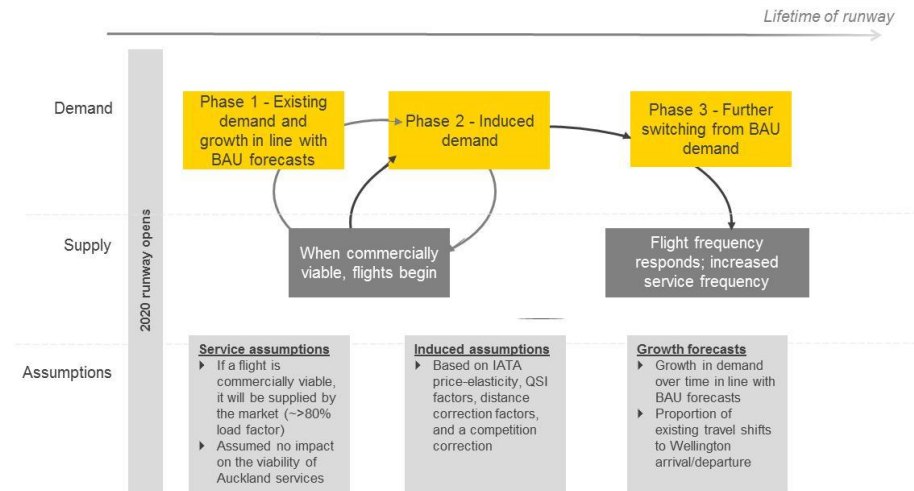 Lifetime of runway
2020 runway opens
Demand
Phase 1 - Existing
demand and
growth in line with
BAU forecasts
Phase 2 - Induced
demand
Phase 3 - Further
switching from BAU
demand
Supply
When commercially
viable, flights begin
Flight frequency
responds; increased
service frequency
Assumptions
Service assumptions
If a flight is
commercially viable,
it will be supplied by
the market (~>80%
load factor)
Assumed no impact
on the viability of
Auckland services
Induced assumptions
Based on IATA
price-elasticity, QSI
factors, distance
correction factors,
and a competition
correction
Growth forecasts
Growth in demand
over time in line with
BAU forecasts
Proportion of
existing travel shifts
to Wellington
arrival/departure